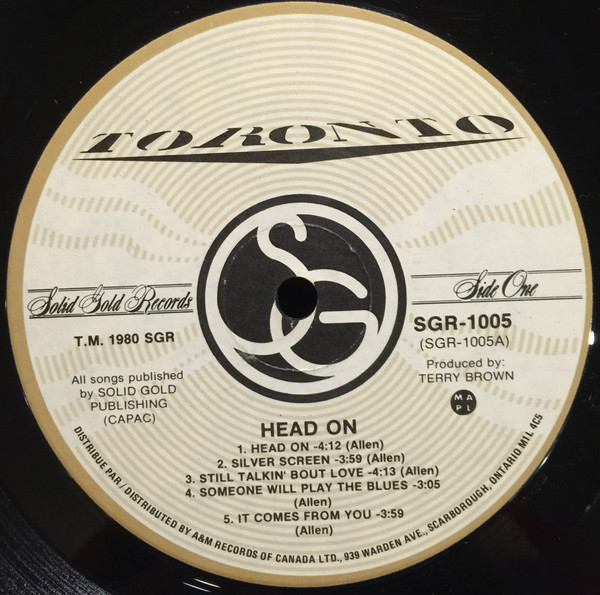 TORONTO
SG
Solid Gold Records
T.M. 1980 SGR
All songs published
by SOLID GOLD
PUBLISHING
(CAPAC)
Side One
SGR-1005
(SGR-1005A)
Produced by:
TERRY BROWN
M A
P L
HEAD ON
1. HEAD ON -4:12 (Allen)
2. SILVER SCREEN -3:59 (Allen)
3. STILL TALKIN' BOUT LOVE -4:13 (Allen)
4. SOMEONE WILL PLAY THE BLUES -3:05
(Allen)
5. IT COMES FROM YOU -3:59
(Allen)
DISTRIBUE PAR / DISTRIBUTED BY A&M RECORDS OF CANADA LTD., 939 WARDEN AVE., SCARBOROUGH, ONTARIO M1L 4C5